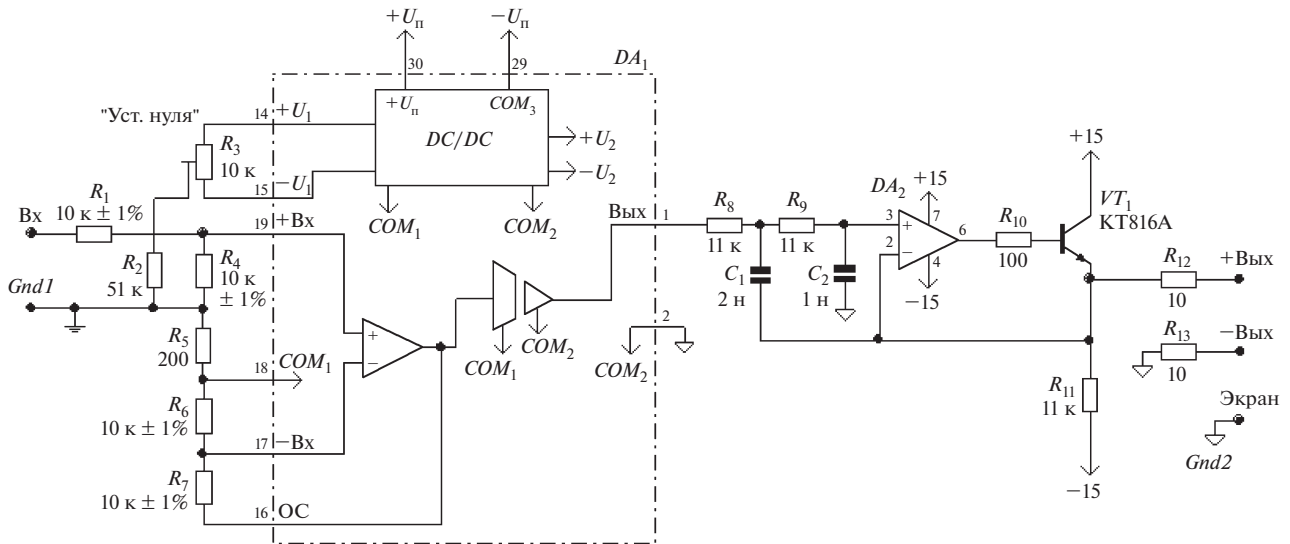 +Uп
−Uп
DA1
30
29
"Уст. нуля"
14
+U1
+Uп
COM3
DC/DC
+U2
−U2
R3
10 к
15
−U1
COM1
COM2
R1
10 к ± 1%
Вх
19
+Вх
R2
51 к
R4
10 к
± 1%
Gnd1
R5
200
18
COM1
R6
10 к ± 1%
17
−Вх
R7
10 к ± 1%
16
ОС
+
−
COM1
COM2
Вых
1
2
COM2
R8
11 к
R9
11 к
C1
2 н
C2
1 н
DA2
+15
3
+
7
2
−
4
6
−15
R10
100
+15
VT1
КТ816А
R12
10
+Вых
R13
10
−Вых
R11
11 к
−15
Экран
Gnd2